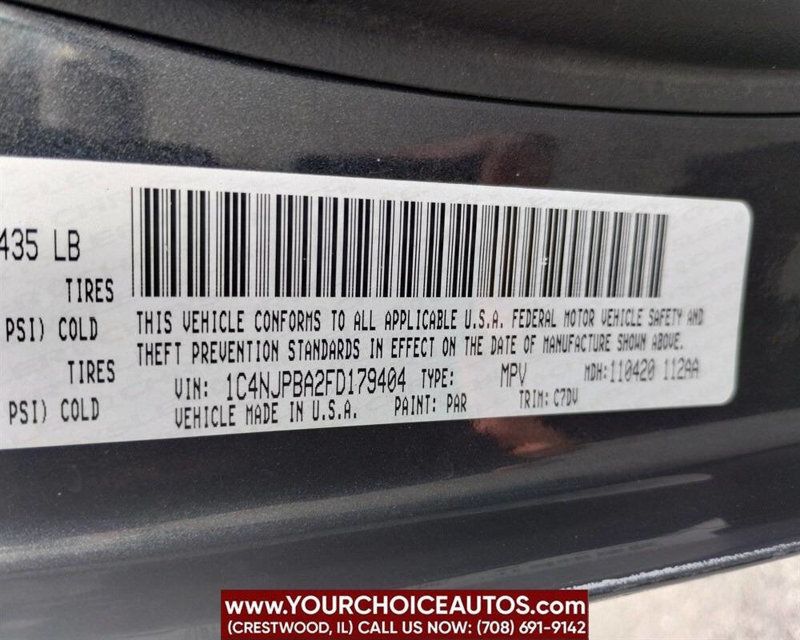 435 LB
TIRES
PSI) COLD
PSI) COLD
THIS VEHICLE CONFORMS TO ALL APPLICABLE U.S.A. FEDERAL MOTOR VEHICLE SAFETY AND
THEFT PREVENTION STANDARDS IN EFFECT ON THE DATE OF MANUFACTURE SHOWN ABOVE.
VIN: 1C4NJPBA2FD179404 TYPE: MPV MDH: 110420 112AA
VEHICLE MADE IN U.S.A. PAINT: PAR TRIM: C7DV
www.YOURCHOICEAUTOS.com
(CRESTWOOD, IL) CALL US NOW: (708) 691-9142